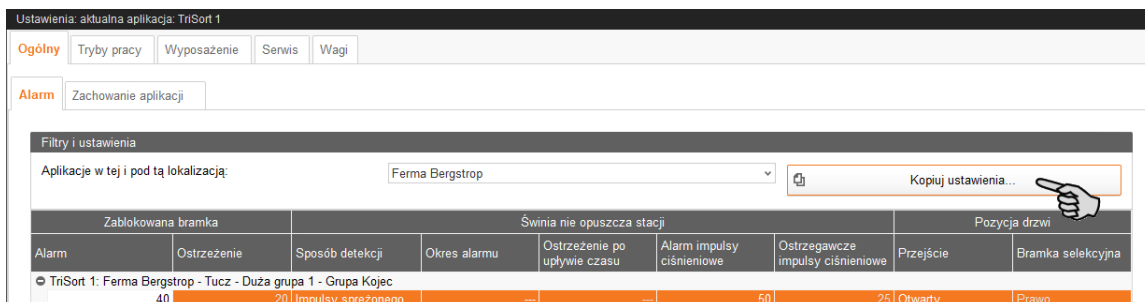 Ustawienia: aktualna aplikacja: TriSort 1
Ogólny Tryby pracy Wyposażenie Serwis Wagi
Alarm Zachowanie aplikacji
Filtry i ustawienia
Aplikacje w tej i pod tą lokalizacją: Ferma Bergstrop Kopiuj ustawienia...
Zablokowana bramka Świnia nie opuszcza stacji Pozycja drzwi
Alarm Ostrzeżenie Sposób detekcji Okres alarmu Ostrzeżenie po upływie czasu Alarm impulsy ciśnieniowe Ostrzegawcze impulsy ciśnieniowe Przejście Bramka selekcyjna
TriSort 1: Ferma Bergstrop - Tucz - Duża grupa 1 - Grupa Kojec
40 20 Impulsy sprężonego --- --- 50 25 Otwarty Prawo